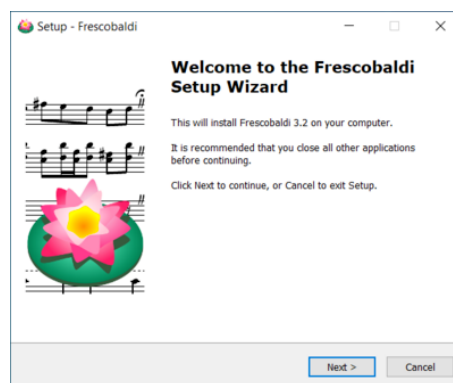 Setup - Frescobaldi
Welcome to the Frescobaldi
Setup Wizard
This will install Frescobaldi 3.2 on your computer.
It is recommended that you close all other applications
before continuing.
Click Next to continue, or Cancel to exit Setup.
Next >
Cancel